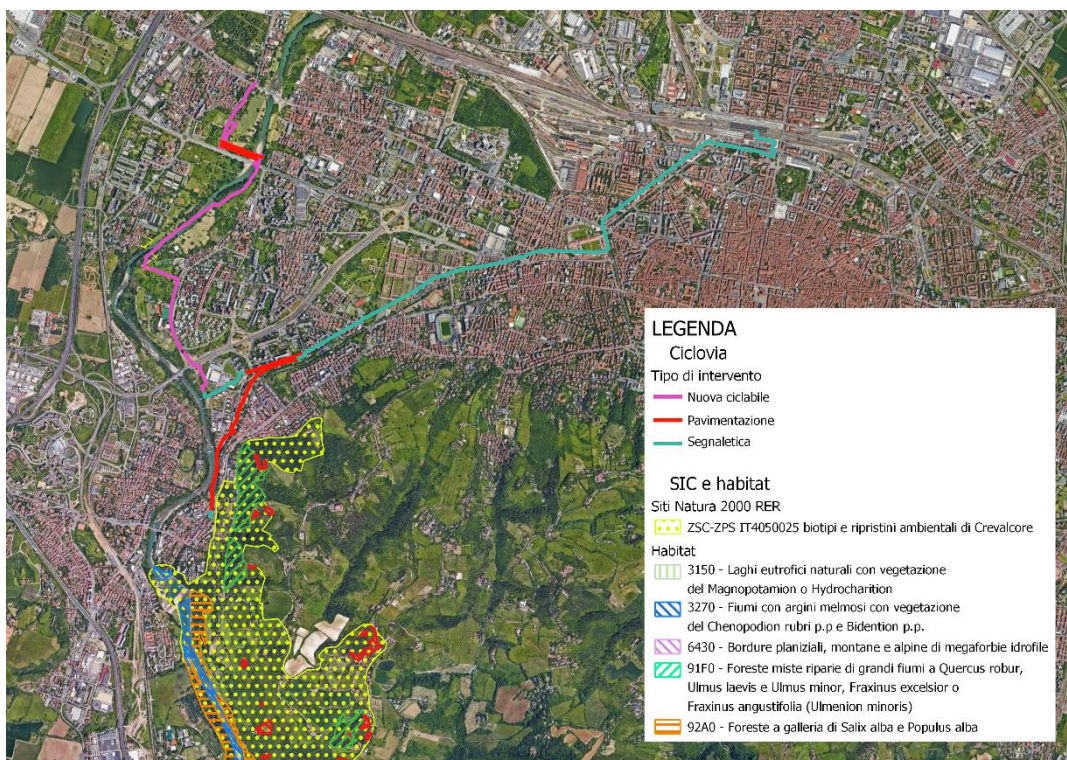 LEGENDA
Ciclovia
Tipo di intervento
Nuova ciclabile
Pavimentazione
Segnaletica
SIC e habitat
Siti Natura 2000 RER
ZSC-ZPS IT4050025 biotipi e ripristini ambientali di Crevalcore
Habitat
3150 - Laghi eutrofici naturali con vegetazione
del Magnopotamion o Hydrocharition
3270 - Fiumi con argini melmosi con vegetazione
del Chenopodion rubri p.p e Bidention p.p.
6430 - Bordure planiziali, montane e alpine di megaforbie idrofile
91F0 - Foreste miste riparie di grandi fiumi a Quercus robur,
Ulmus laevis e Ulmus minor, Fraxinus excelsior o
Fraxinus angustifolia (Ulmenion minoris)
92A0 - Foreste a galleria di Salix alba e Populus alba